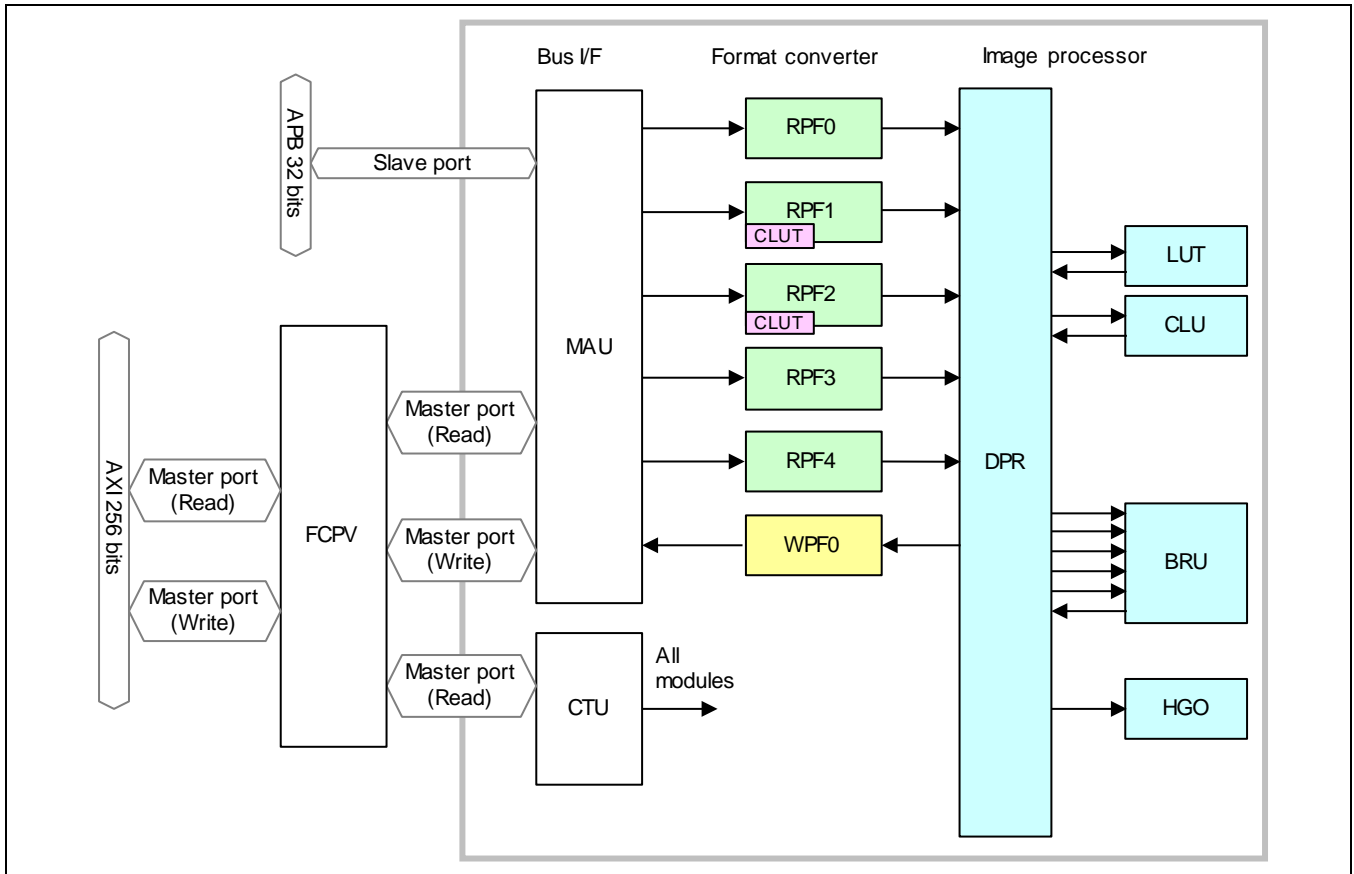 Bus I/F
Format converter
Image processor
APB 32 bits
Slave port
MAU
RPF0
RPF1
CLUT
RPF2
CLUT
RPF3
RPF4
WPF0
DPR
LUT
CLU
BRU
HGO
AXI 256 bits
Master port
(Read)
Master port
(Write)
FCPV
Master port
(Read)
Master port
(Write)
Master port
(Read)
CTU
All
modules